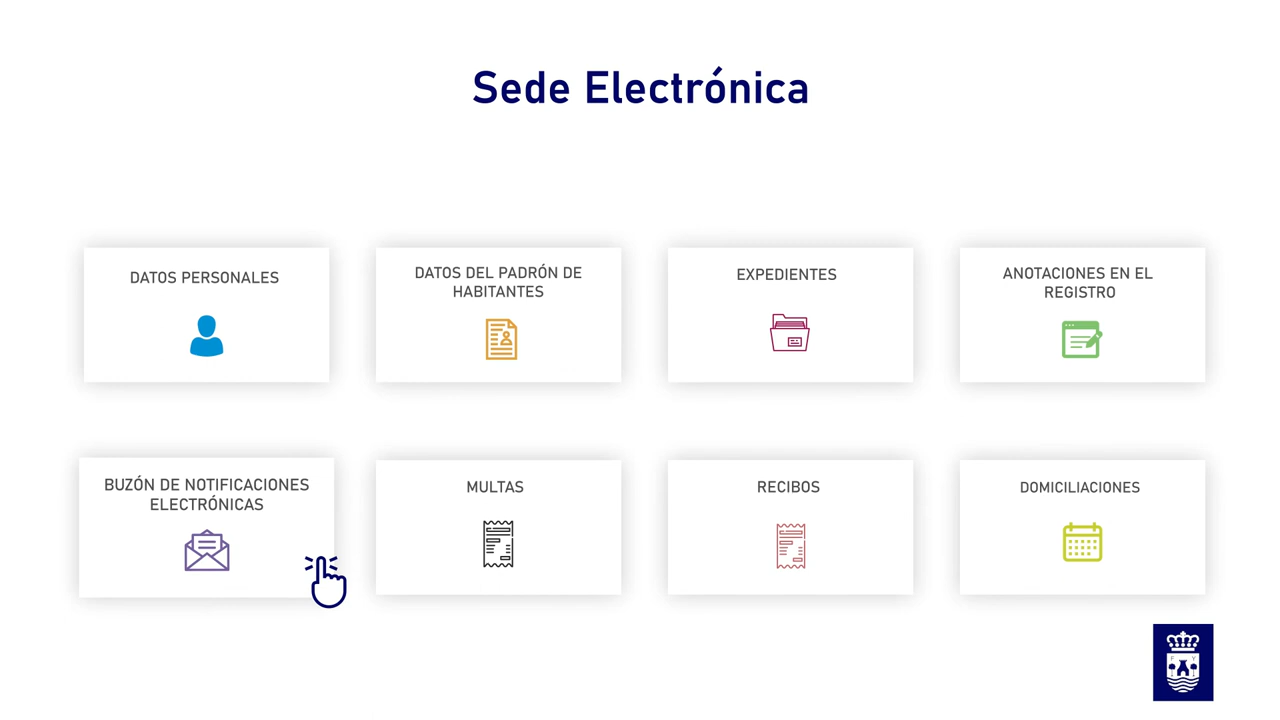 Sede Electrónica
DATOS PERSONALES
DATOS DEL PADRÓN DE
HABITANTES
EXPEDIENTES
ANOTACIONES EN EL
REGISTRO
BUZÓN DE NOTIFICACIONES
ELECTRÓNICAS
MULTAS
RECIBOS
DOMICILIACIONES
F Y